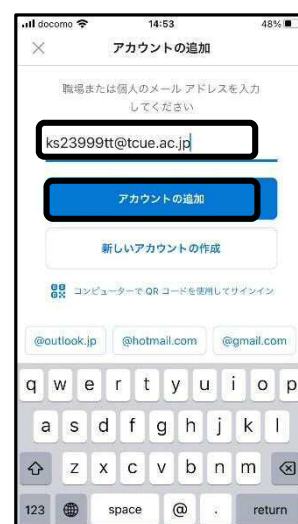 docomo 14:53 48%
アカウントの追加
職場または個人のメール アドレスを入力
してください
ks23999tt@tcue.ac.jp
アカウントの追加
新しいアカウントの作成
コンピューターで QR コードを使用してサインイン
@outlook.jp @hotmail.com @gmail.com
q w e r t y u i o p
a s d f g h j k l
z x c v b n m
123 space @ . return